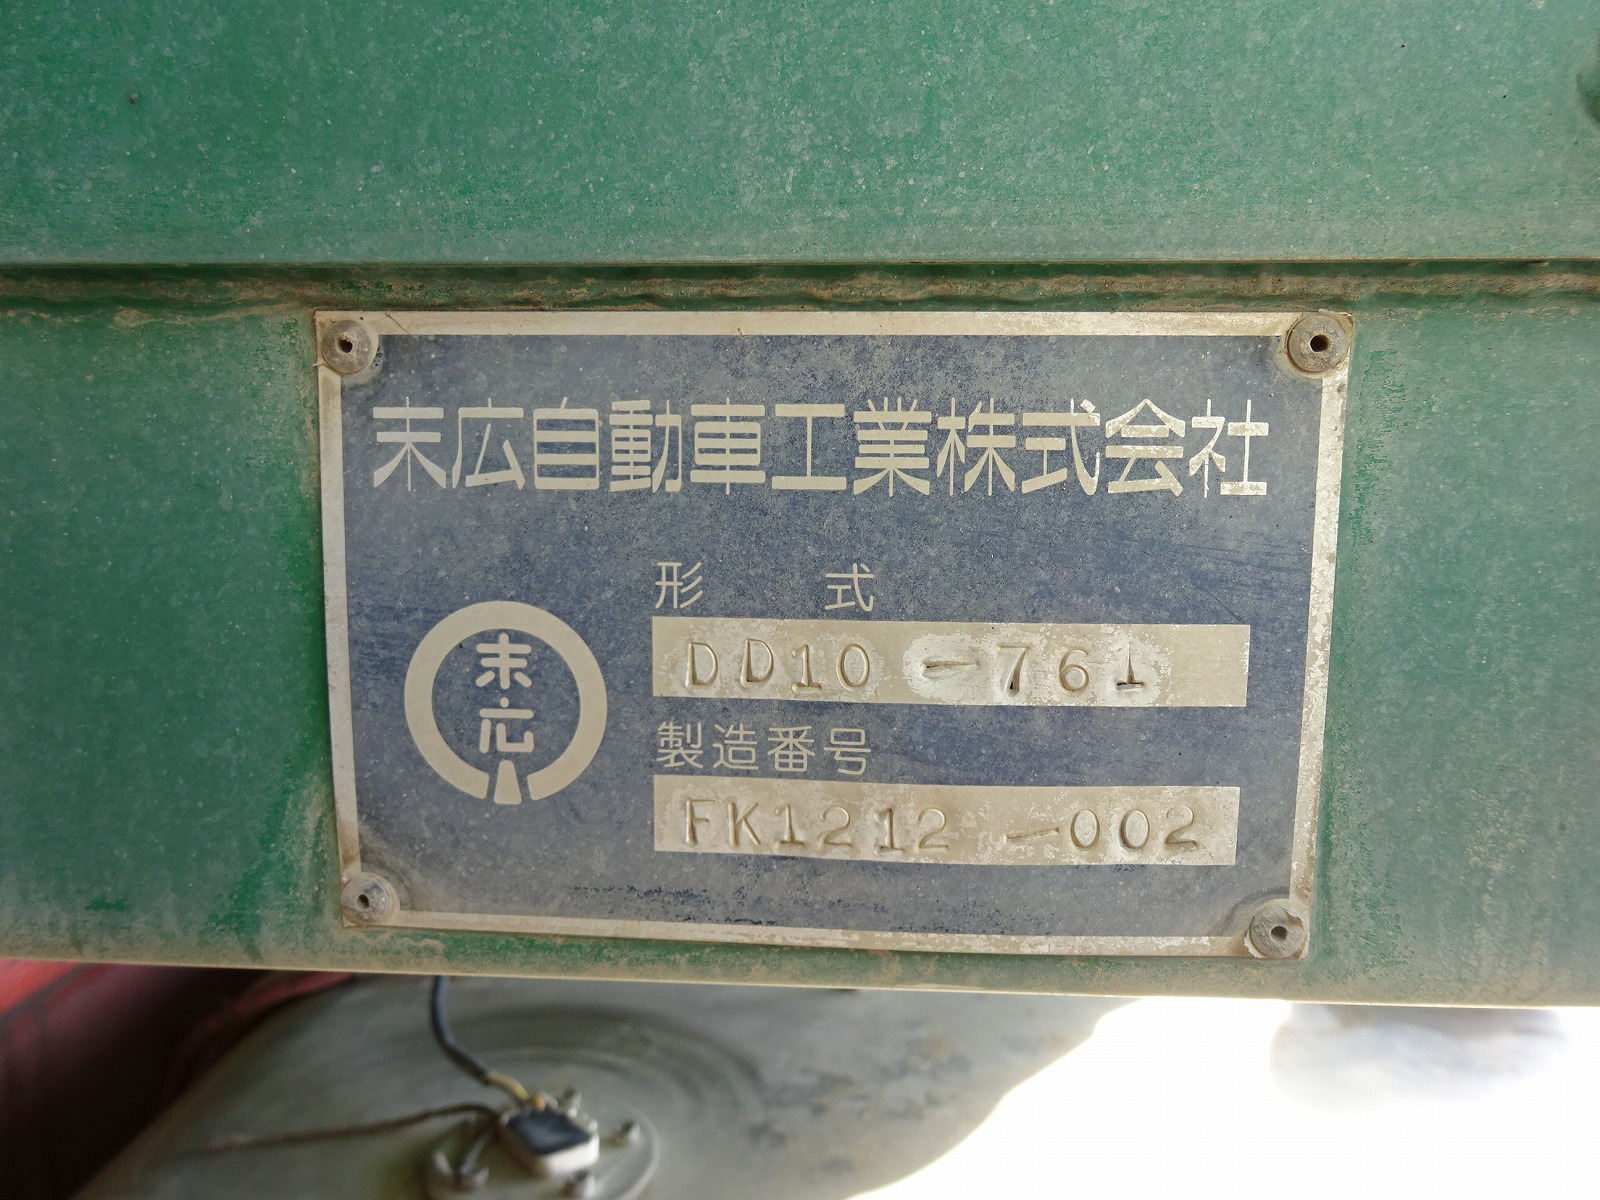 末広自動車工業株式会社
形 式
DD10-761
末広
製造番号
FK1212-002